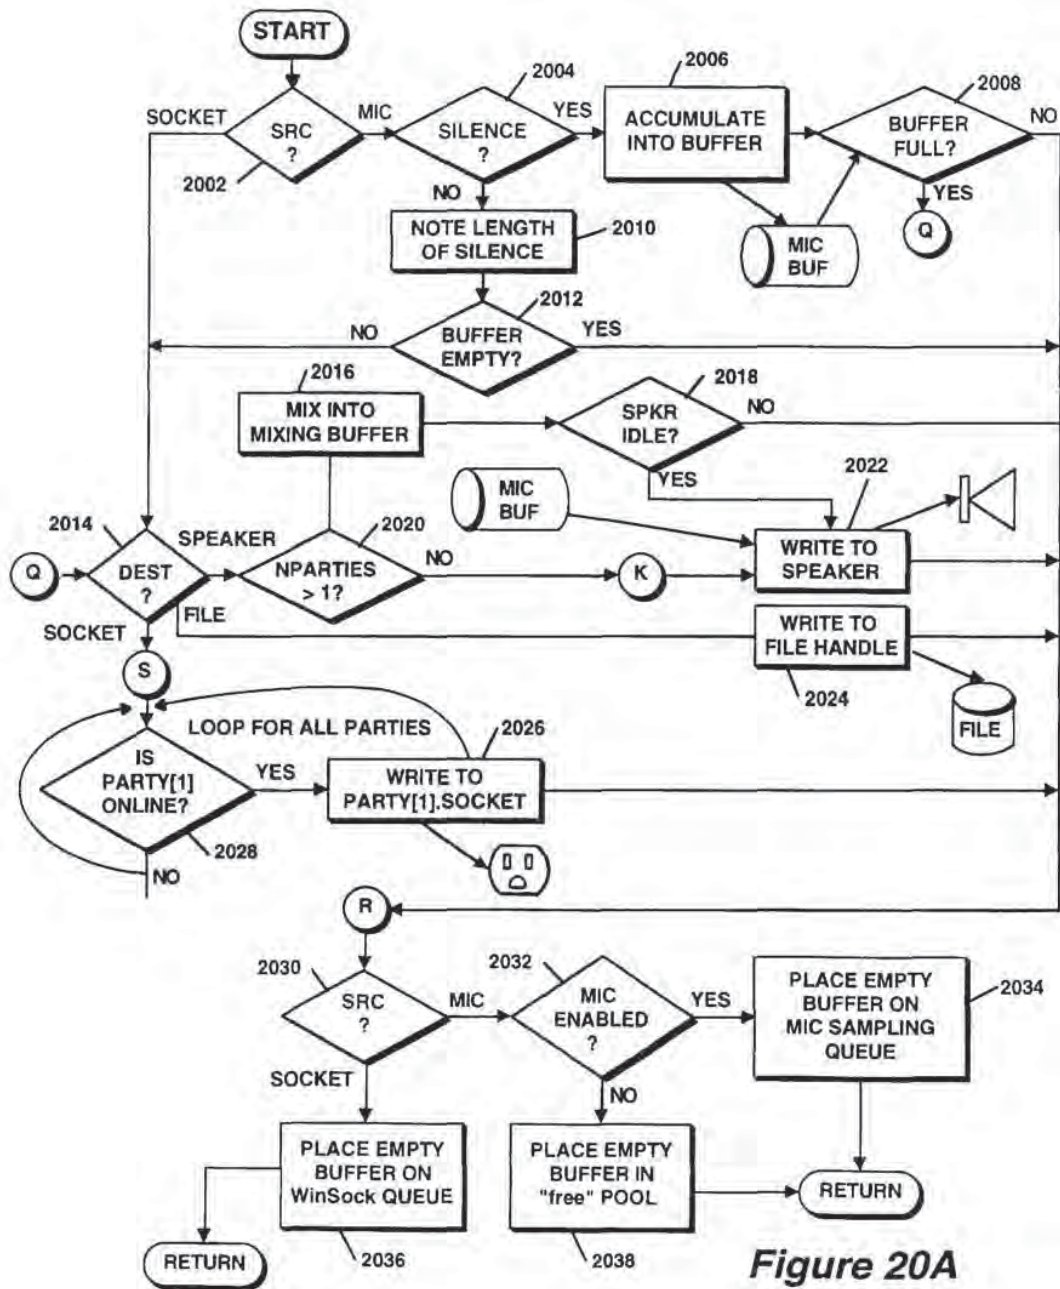 START
SRC
?
2002
SOCKET
MIC
SILENCE
?
2004
YES
NO
ACCUMULATE
INTO BUFFER
2006
BUFFER
FULL?
2008
NO
YES
Q
MIC
BUF
NOTE LENGTH
OF SILENCE
2010
BUFFER
EMPTY?
2012
NO
YES
2016
MIX INTO
MIXING BUFFER
SPKR
IDLE?
2018
NO
YES
MIC
BUF
2022
WRITE TO
SPEAKER
2014
Q
DEST
?
SPEAKER
FILE
SOCKET
2020
NPARTIES
> 1?
NO
K
WRITE TO
FILE HANDLE
2024
FILE
S
LOOP FOR ALL PARTIES
IS
PARTY[1]
ONLINE?
2028
YES
NO
2026
WRITE TO
PARTY[1].SOCKET
R
2030
SRC
?
MIC
SOCKET
2032
MIC
ENABLED
?
YES
NO
PLACE EMPTY
BUFFER ON
MIC SAMPLING
QUEUE
2034
PLACE EMPTY
BUFFER ON
WinSock QUEUE
2036
PLACE EMPTY
BUFFER IN
"free" POOL
2038
RETURN
RETURN
Figure 20A